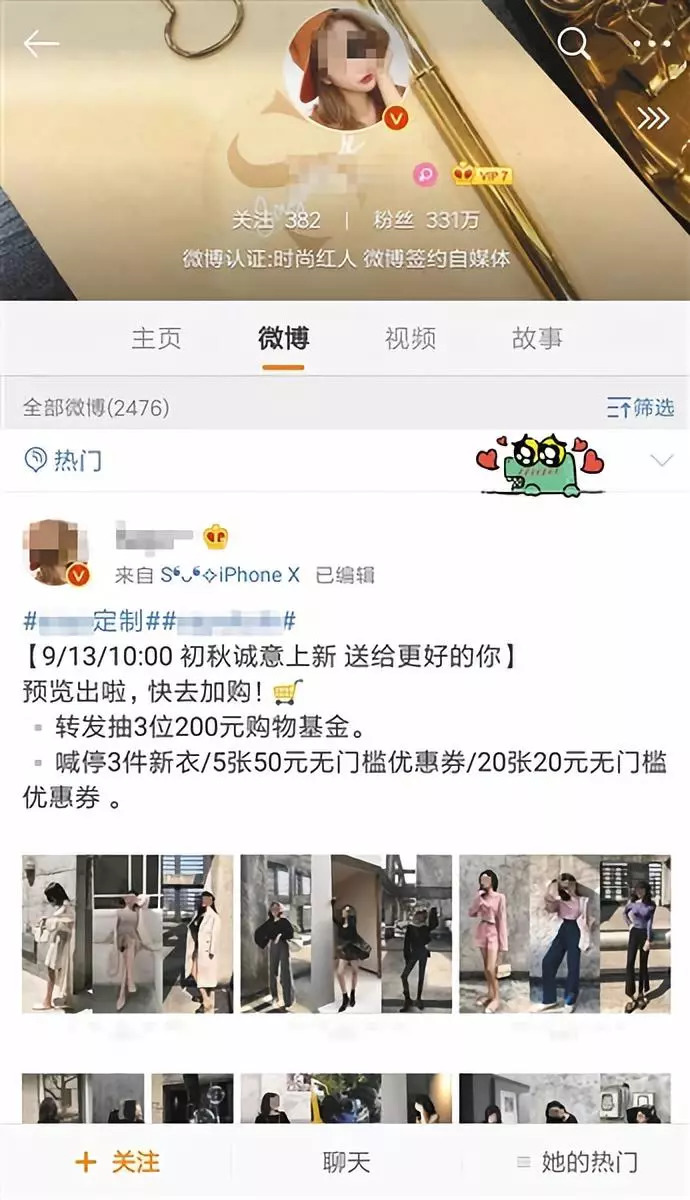 VIP 7
关注 382 | 粉丝 331万
微博认证:时尚红人 微博签约自媒体
主页 微博 视频 故事
全部微博(2476) 筛选
热门
来自 S❛ᴗ❛✧iPhone X 已编辑
# 定制## #
【9/13/10:00 初秋诚意上新 送给更好的你】
预览出啦，快去加购！
▫ 转发抽3位200元购物基金。
▫ 喊停3件新衣/5张50元无门槛优惠券/20张20元无门槛
优惠券 。
+ 关注 聊天 她的热门